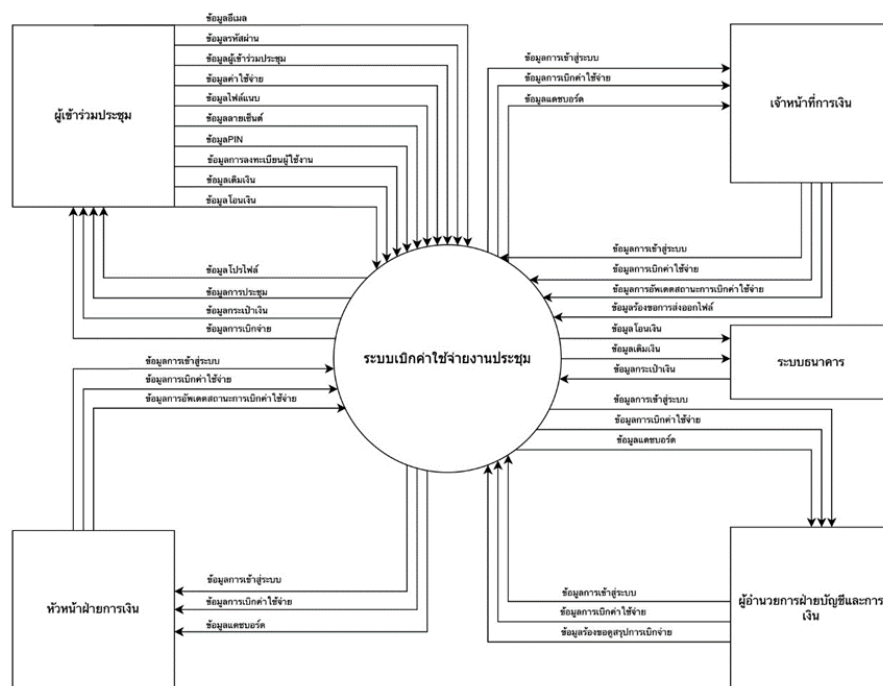 ข้อมูลอีเมล
ข้อมูลรหัสผ่าน
ข้อมูลผู้เข้าร่วมประชุม
ข้อมูลค่าใช้จ่าย
ข้อมูลไฟล์แนบ
ข้อมูลลายเซ็นต์
ข้อมูลPIN
ข้อมูลการลงทะเบียนผู้ใช้งาน
ข้อมูลเติมเงิน
ข้อมูลโอนเงิน
ผู้เข้าร่วมประชุม
ข้อมูลโปรไฟล์
ข้อมูลการประชุม
ข้อมูลกระเป๋าเงิน
ข้อมูลการเบิกจ่าย
ข้อมูลการเข้าสู่ระบบ
ข้อมูลการเบิกค่าใช้จ่าย
ข้อมูลแดชบอร์ด
เจ้าหน้าที่การเงิน
ข้อมูลการเข้าสู่ระบบ
ข้อมูลการเบิกค่าใช้จ่าย
ข้อมูลการอัพเดตสถานะการเบิกค่าใช้จ่าย
ข้อมูลร้องขอการส่งออกไฟล์
ระบบเบิกค่าใช้จ่ายงานประชุม
ข้อมูลโอนเงิน
ข้อมูลเติมเงิน
ข้อมูลกระเป๋าเงิน
ระบบธนาคาร
ข้อมูลการเข้าสู่ระบบ
ข้อมูลการเบิกค่าใช้จ่าย
ข้อมูลการอัพเดตสถานะการเบิกค่าใช้จ่าย
ข้อมูลการเข้าสู่ระบบ
ข้อมูลการเบิกค่าใช้จ่าย
ข้อมูลแดชบอร์ด
หัวหน้าฝ่ายการเงิน
ข้อมูลการเข้าสู่ระบบ
ข้อมูลการเบิกค่าใช้จ่าย
ข้อมูลแดชบอร์ด
ข้อมูลการเข้าสู่ระบบ
ข้อมูลการเบิกค่าใช้จ่าย
ข้อมูลร้องขอดูสรุปการเบิกจ่าย
ผู้อำนวยการฝ่ายบัญชีและการ
เงิน